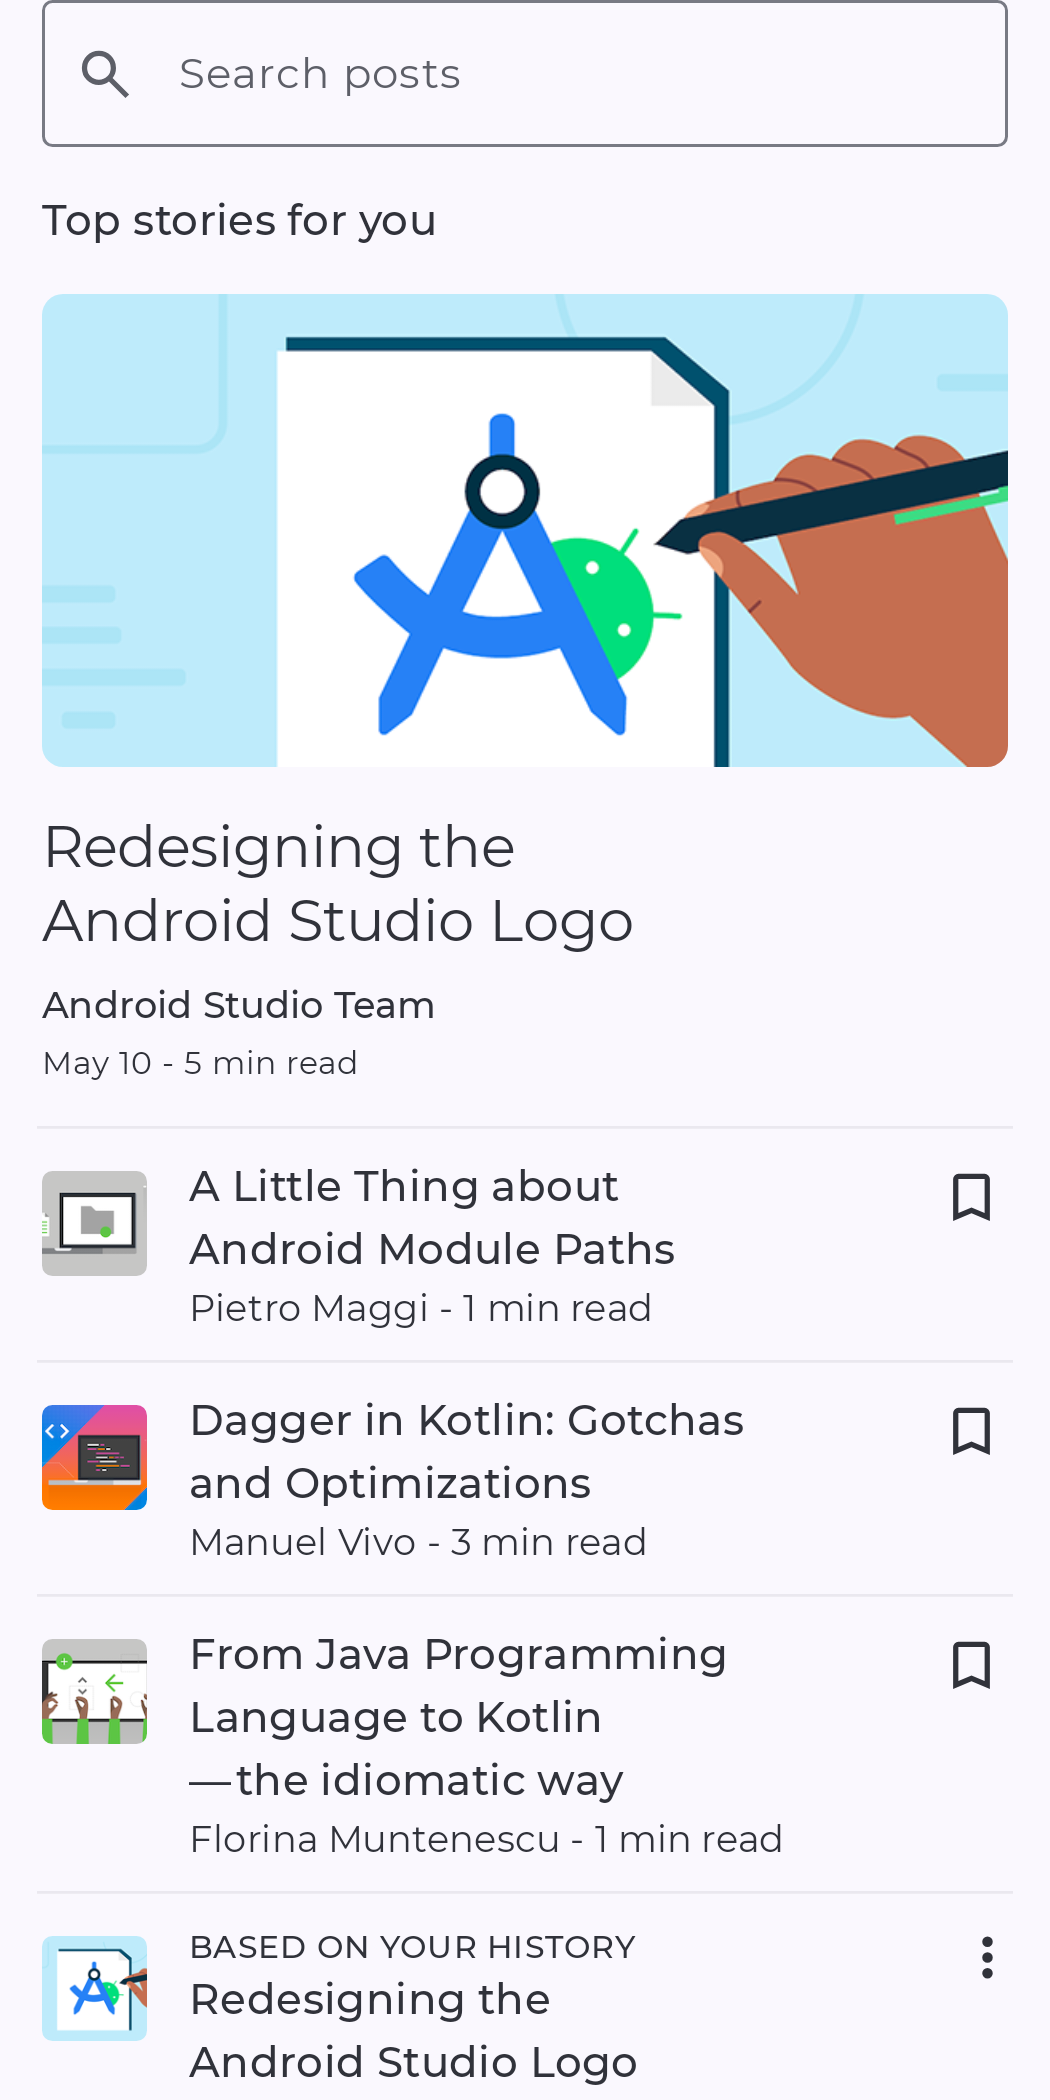 Search posts
Top stories for you
Redesigning the
Android Studio Logo
Android Studio Team
May 10 - 5 min read
A Little Thing about
Android Module Paths
Pietro Maggi - 1 min read
Dagger in Kotlin: Gotchas
and Optimizations
Manuel Vivo - 3 min read
From Java Programming
Language to Kotlin
—the idiomatic way
Florina Muntenescu - 1 min read
BASED ON YOUR HISTORY
Redesigning the
Android Studio Logo